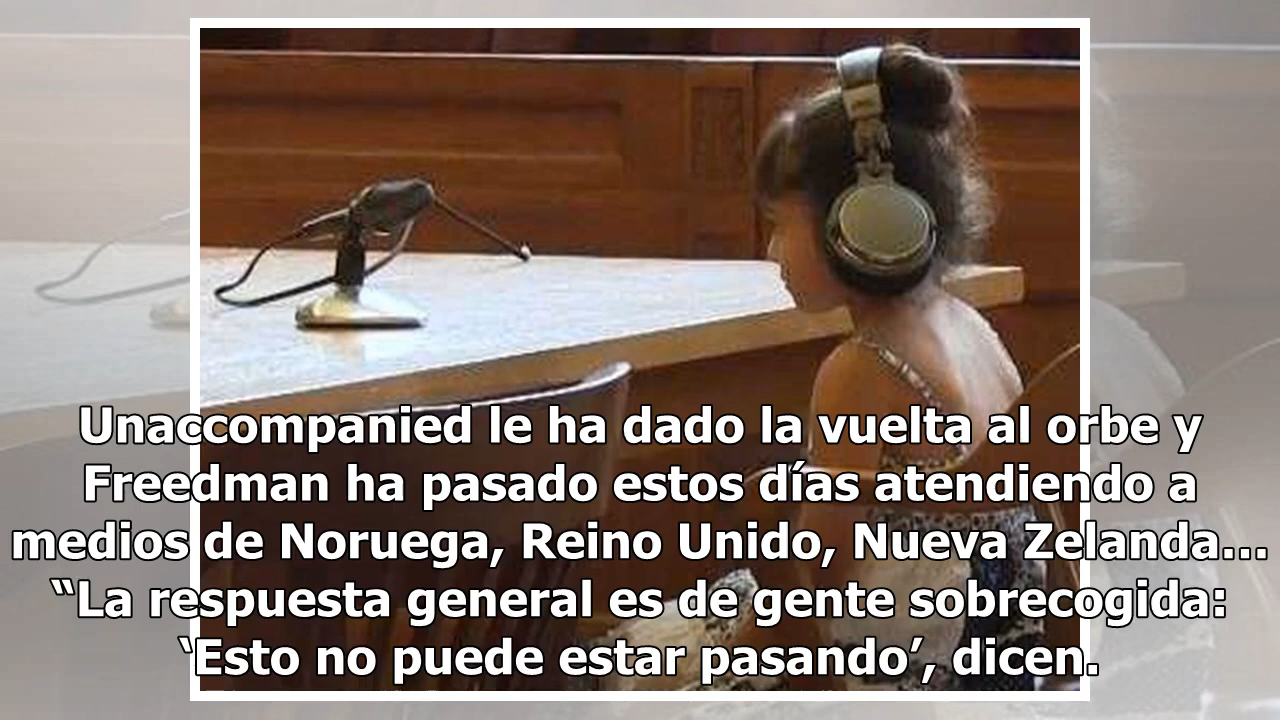 Unaccompanied le ha dado la vuelta al orbe y
Freedman ha pasado estos días atendiendo a
medios de Noruega, Reino Unido, Nueva Zelanda...
“La respuesta general es de gente sobrecogida:
‘Esto no puede estar pasando’, dicen.